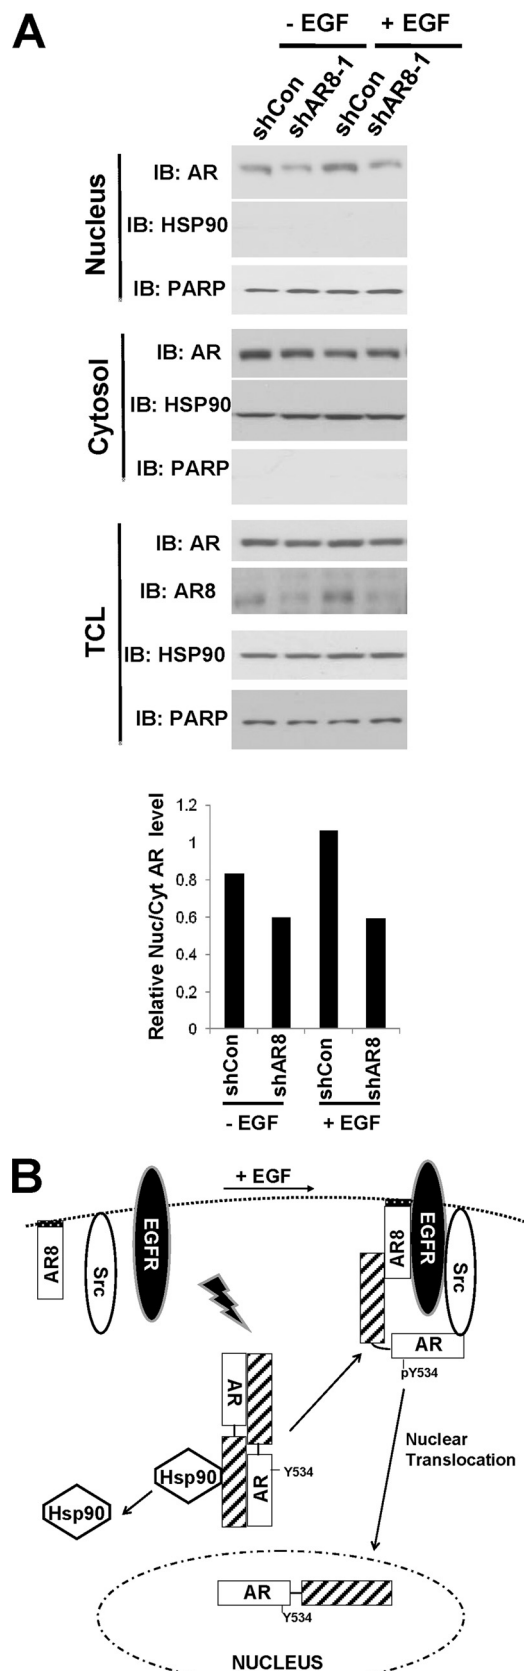 A
- EGF
+ EGF
shCon
shAR8-1
shCon
shAR8-1
Nucleus
IB: AR
IB: HSP90
IB: PARP
Cytosol
IB: AR
IB: HSP90
IB: PARP
TCL
IB: AR
IB: AR8
IB: HSP90
IB: PARP
Relative Nuc/Cyt AR level
1.2
1
0.8
0.6
0.4
0.2
0
shCon
shAR8
shCon
shAR8
- EGF
+ EGF
B
+ EGF
AR8
Src
EGFR
AR8
EGFR
Src
AR
pY534
AR
Hsp90
AR
Y534
Hsp90
Nuclear
Translocation
AR
Y534
NUCLEUS